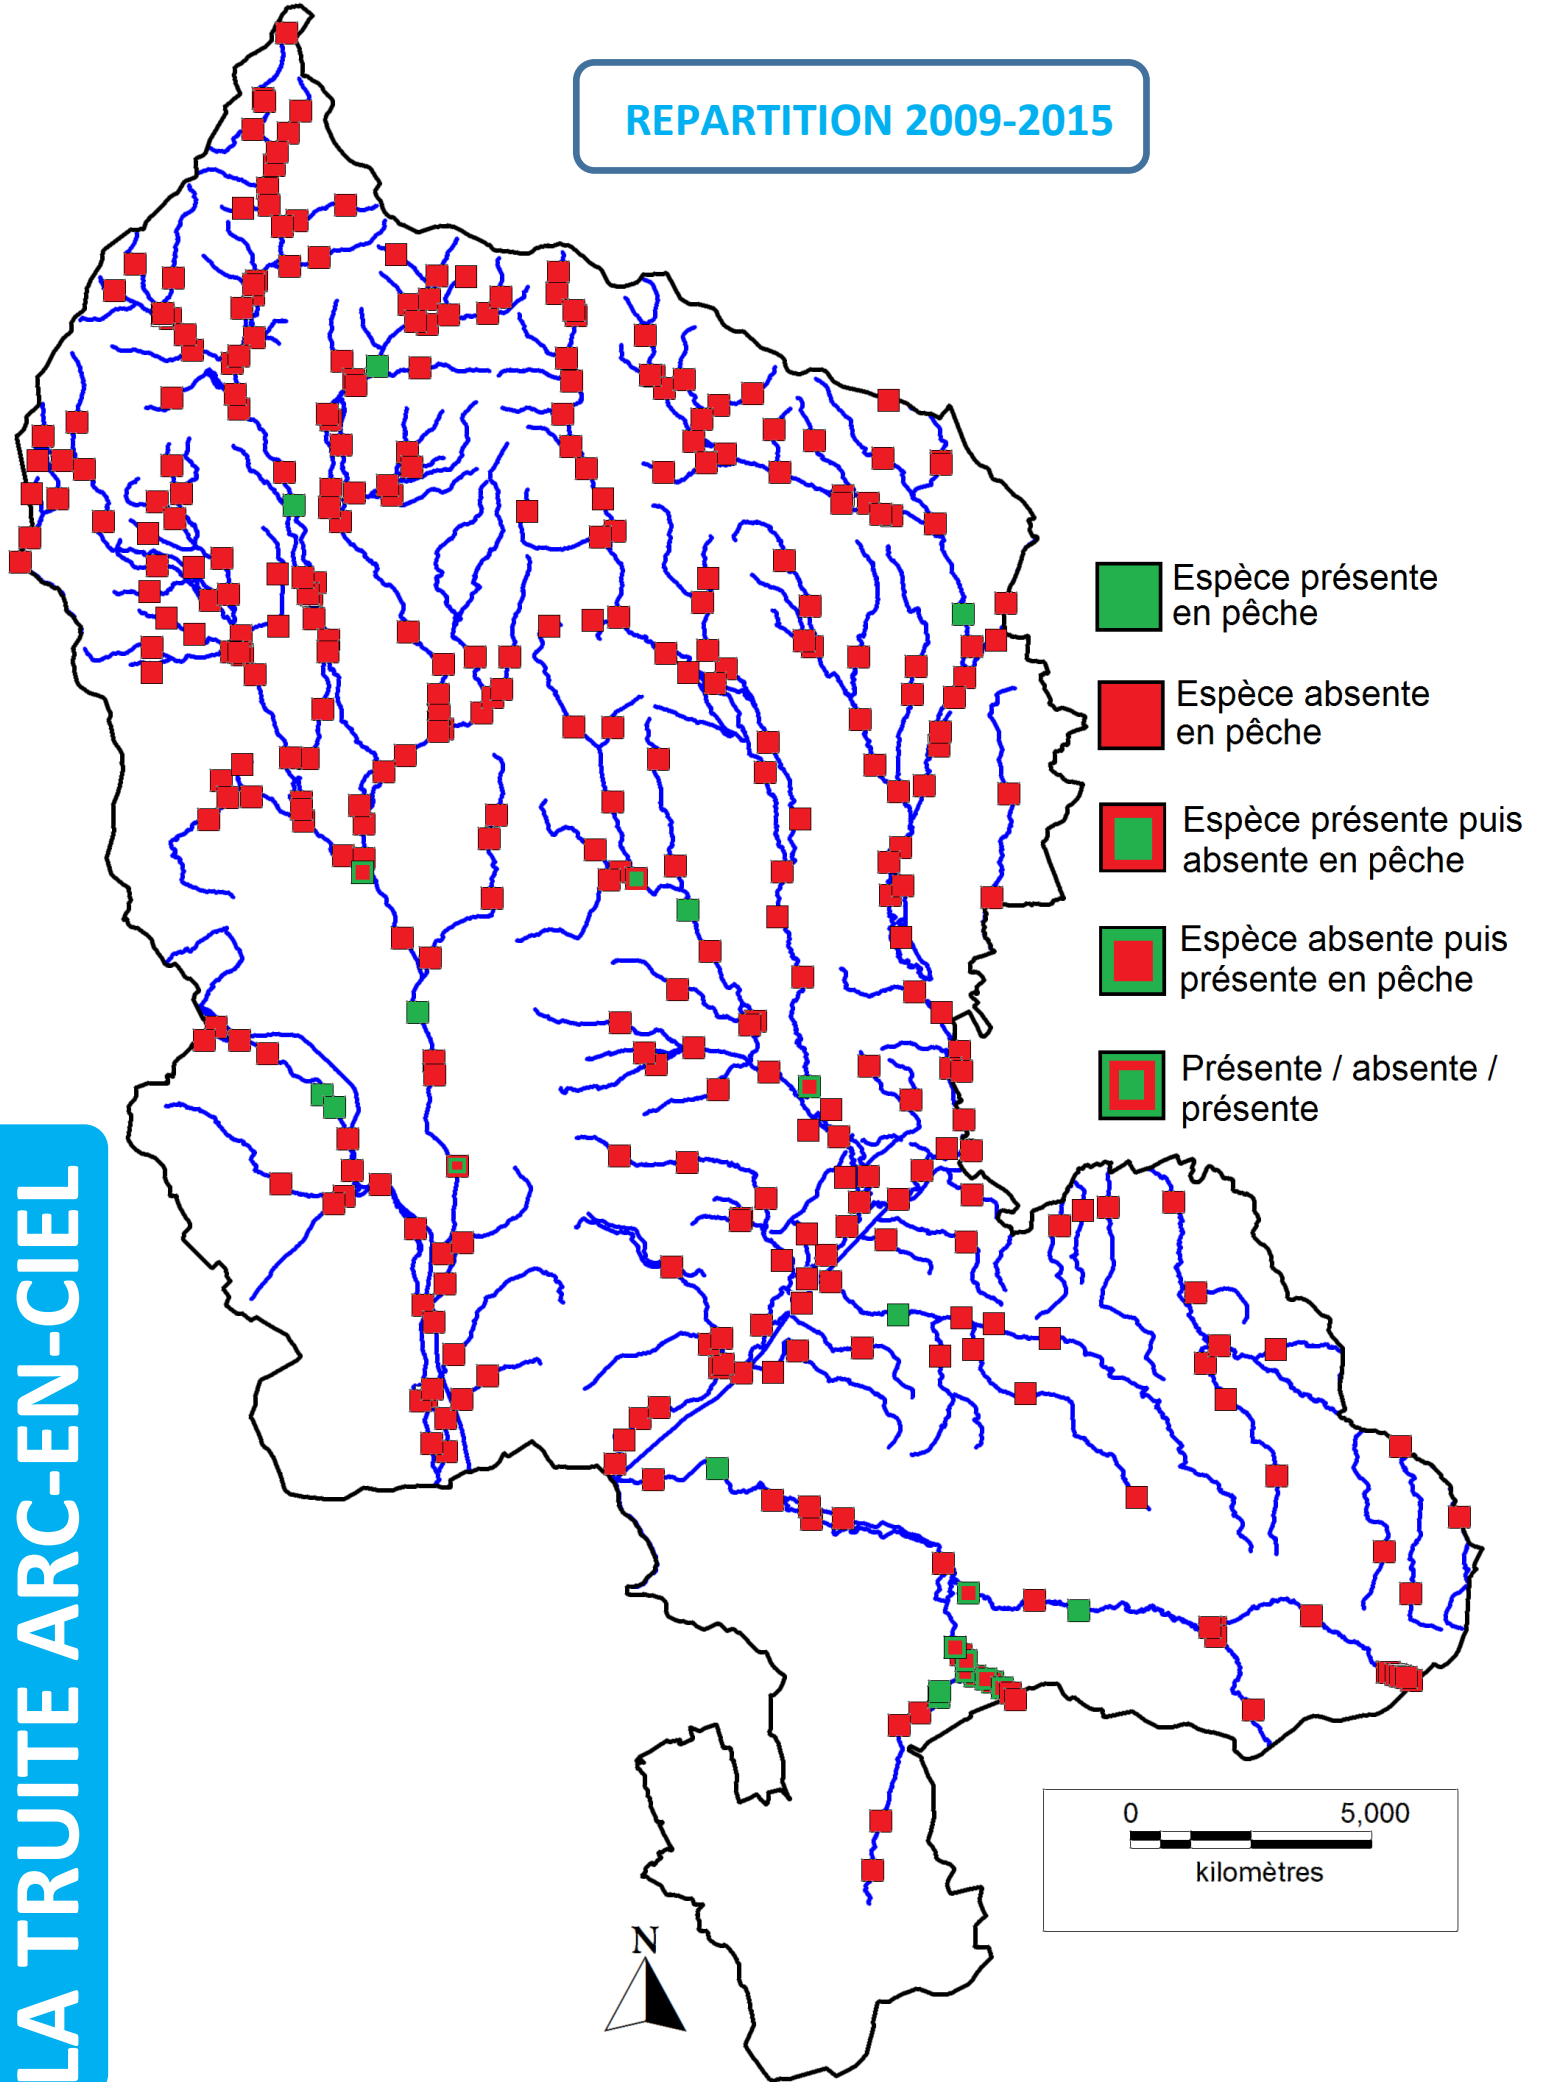 REPARTITION 2009-2015
Espèce présente
en pêche
Espèce absente
en pêche
Espèce présente puis
absente en pêche
Espèce absente puis
présente en pêche
Présente / absente /
présente
LA TRUITE ARC-EN-CIEL
0 5,000
kilomètres
N